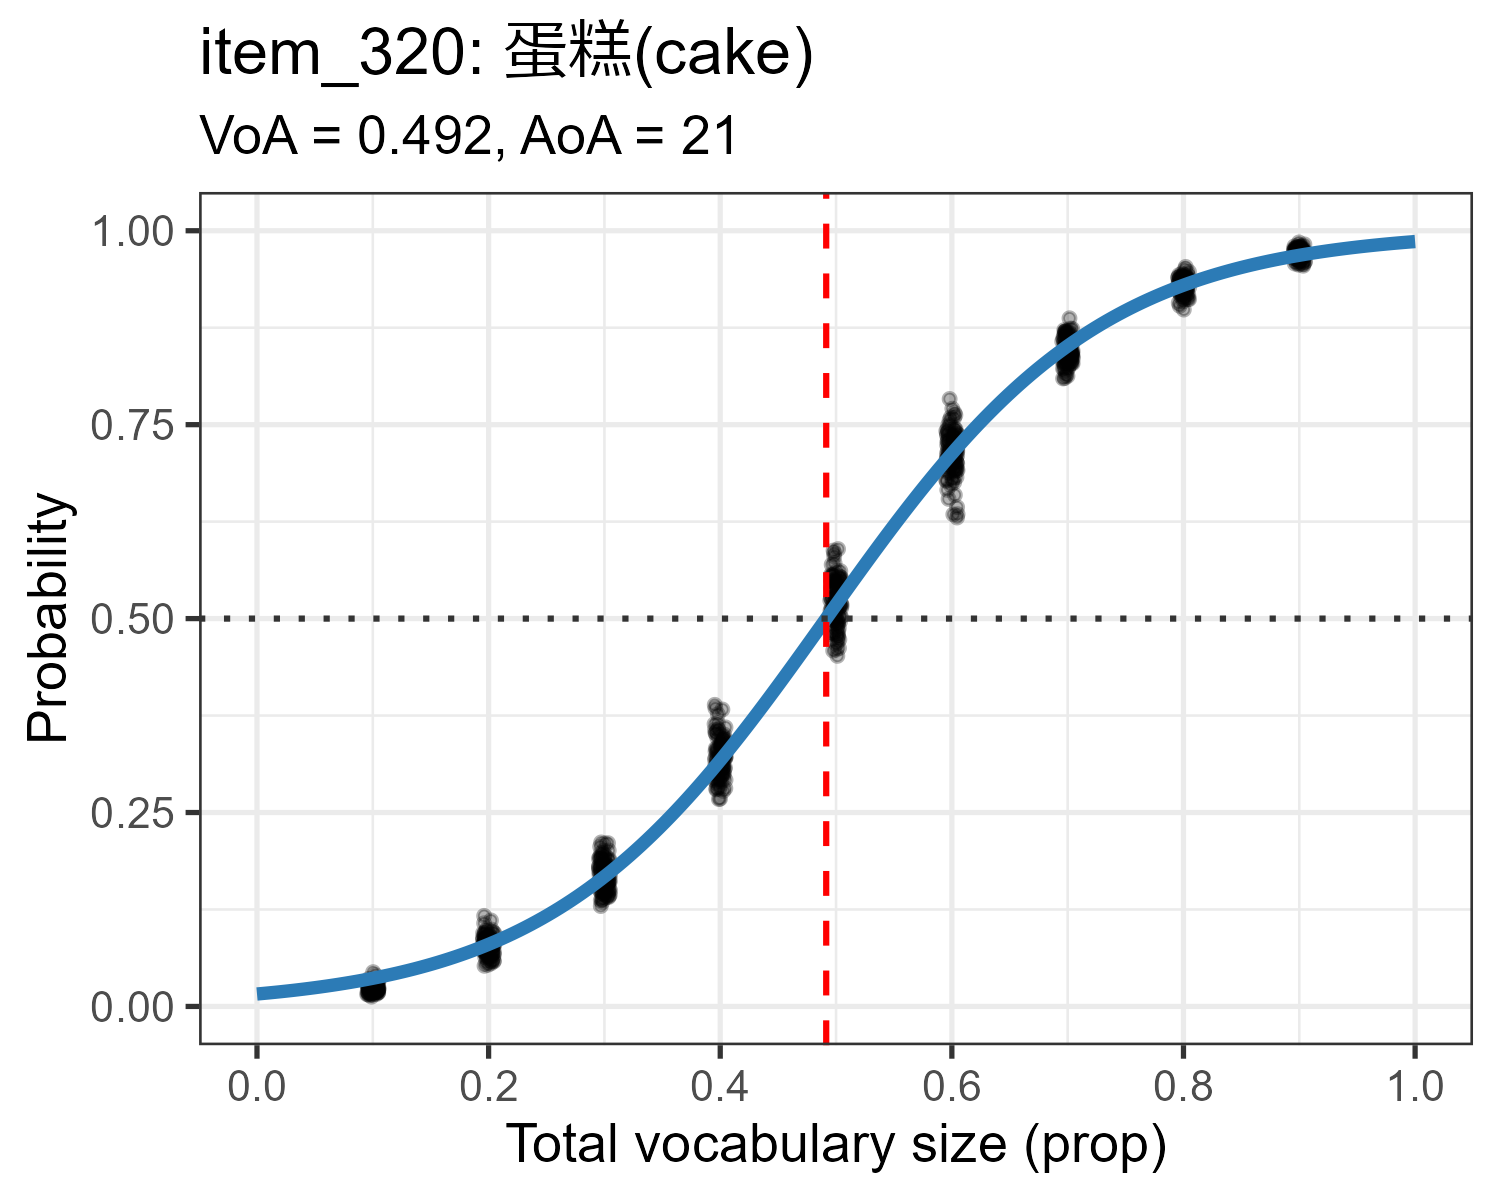 item_320: 蛋糕(cake)
VoA = 0.492, AoA = 21
Probability
1.00
0.75
0.50
0.25
0.00
0.0 0.2 0.4 0.6 0.8 1.0
Total vocabulary size (prop)